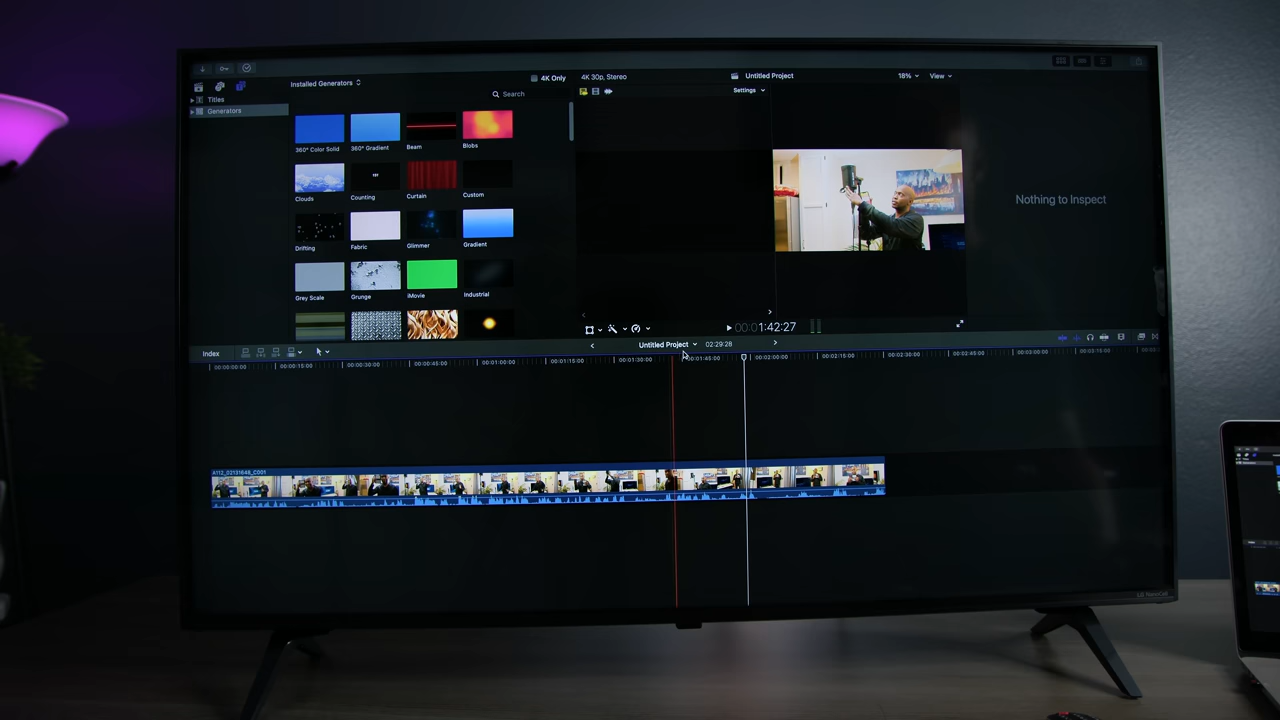 Installed Generators
4K Only
4K 30p, Stereo
Untitled Project
18%
View
Titles
Generators
Search
Settings
360° Color Solid
360° Gradient
Beam
Blobs
Clouds
Counting
Curtain
Custom
Drifting
Fabric
Glimmer
Gradient
Grey Scale
Grunge
iMovie
Industrial
Nothing to Inspect
00:00:1:42:27
Index
Untitled Project
02:29:28
00:00:00:00
00:00:15:00
00:00:30:00
00:00:45:00
00:01:00:00
00:01:15:00
00:01:30:00
00:01:45:00
00:02:00:00
00:02:15:00
00:02:30:00
00:02:45:00
00:03:00:00
00:03:15:00
A112_02131648_C001
LG NanoCell